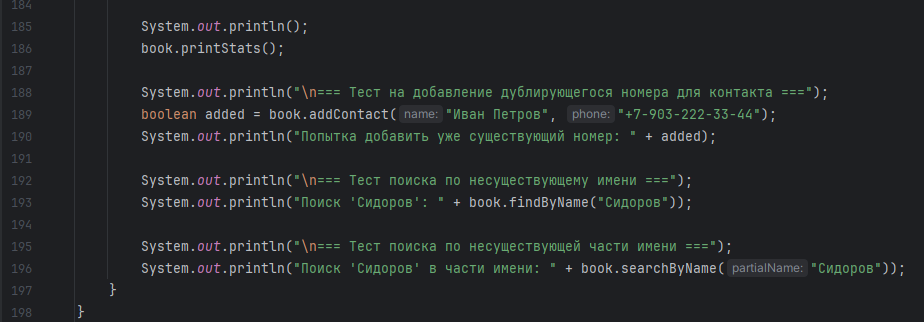 184
185 System.out.println();
186 book.printStats();
187
188 System.out.println("\n=== Тест на добавление дублирующегося номера для контакта ===");
189 boolean added = book.addContact( name: "Иван Петров", phone: "+7-903-222-33-44");
190 System.out.println("Попытка добавить уже существующий номер: " + added);
191
192 System.out.println("\n=== Тест поиска по несуществующему имени ===");
193 System.out.println("Поиск 'Сидоров': " + book.findByName("Сидоров"));
194
195 System.out.println("\n=== Тест поиска по несуществующей части имени ===");
196 System.out.println("Поиск 'Сидоров' в части имени: " + book.searchByName( partialName: "Сидоров"));
197 }
198 }